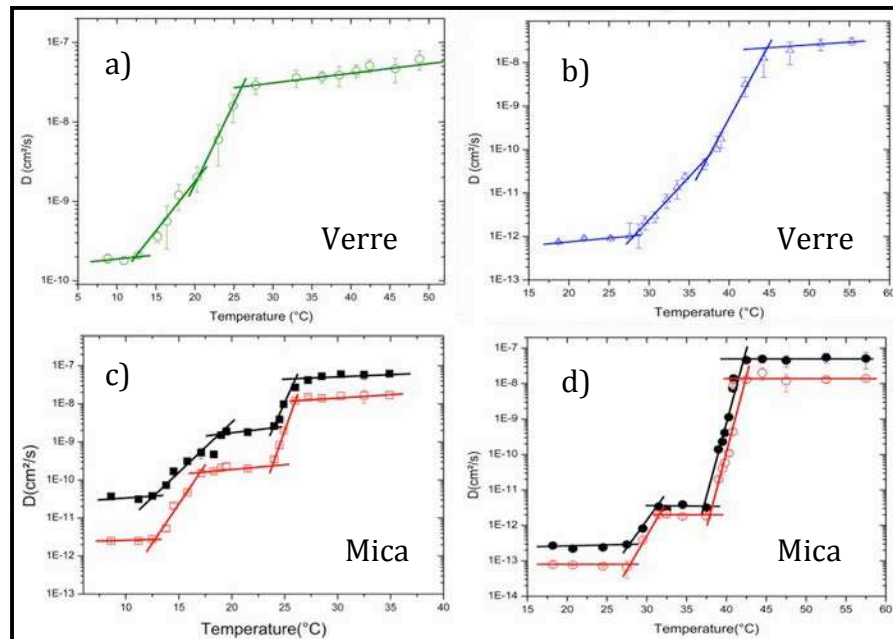 a)
1E-7
1E-8
1E-9
1E-10
D (cm²/s)
Verre
5 10 15 20 25 30 35 40 45 50
Temperature (°C)
b)
1E-8
1E-9
1E-10
1E-11
1E-12
1E-13
D (cm²/s)
Verre
15 20 25 30 35 40 45 50 55 60
Temperature (°C)
c)
1E-6
1E-7
1E-8
1E-9
1E-10
1E-11
1E-12
1E-13
D(cm²/s)
Mica
10 15 20 25 30 35 40
Temperature(°C)
d)
1E-7
1E-8
1E-9
1E-10
1E-11
1E-12
1E-13
1E-14
D(cm²/s)
Mica
15 20 25 30 35 40 45 50 55 60
Temperature(°C)